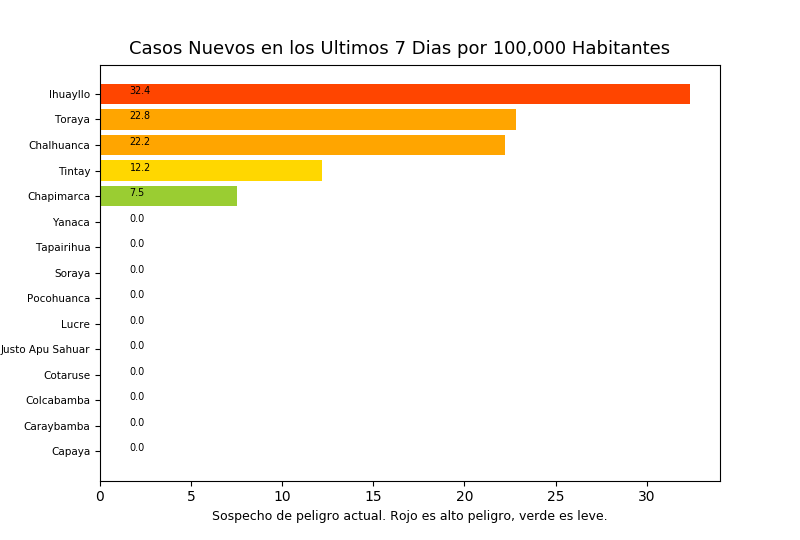 Casos Nuevos en los Ultimos 7 Dias por 100,000 Habitantes
Ihuayllo 32.4
Toraya 22.8
Chalhuanca 22.2
Tintay 12.2
Chapimarca 7.5
Yanaca 0.0
Tapairihua 0.0
Soraya 0.0
Pocohuanca 0.0
Lucre 0.0
Justo Apu Sahuar 0.0
Cotaruse 0.0
Colcabamba 0.0
Caraybamba 0.0
Capaya 0.0
0 5 10 15 20 25 30
Sospecho de peligro actual. Rojo es alto peligro, verde es leve.